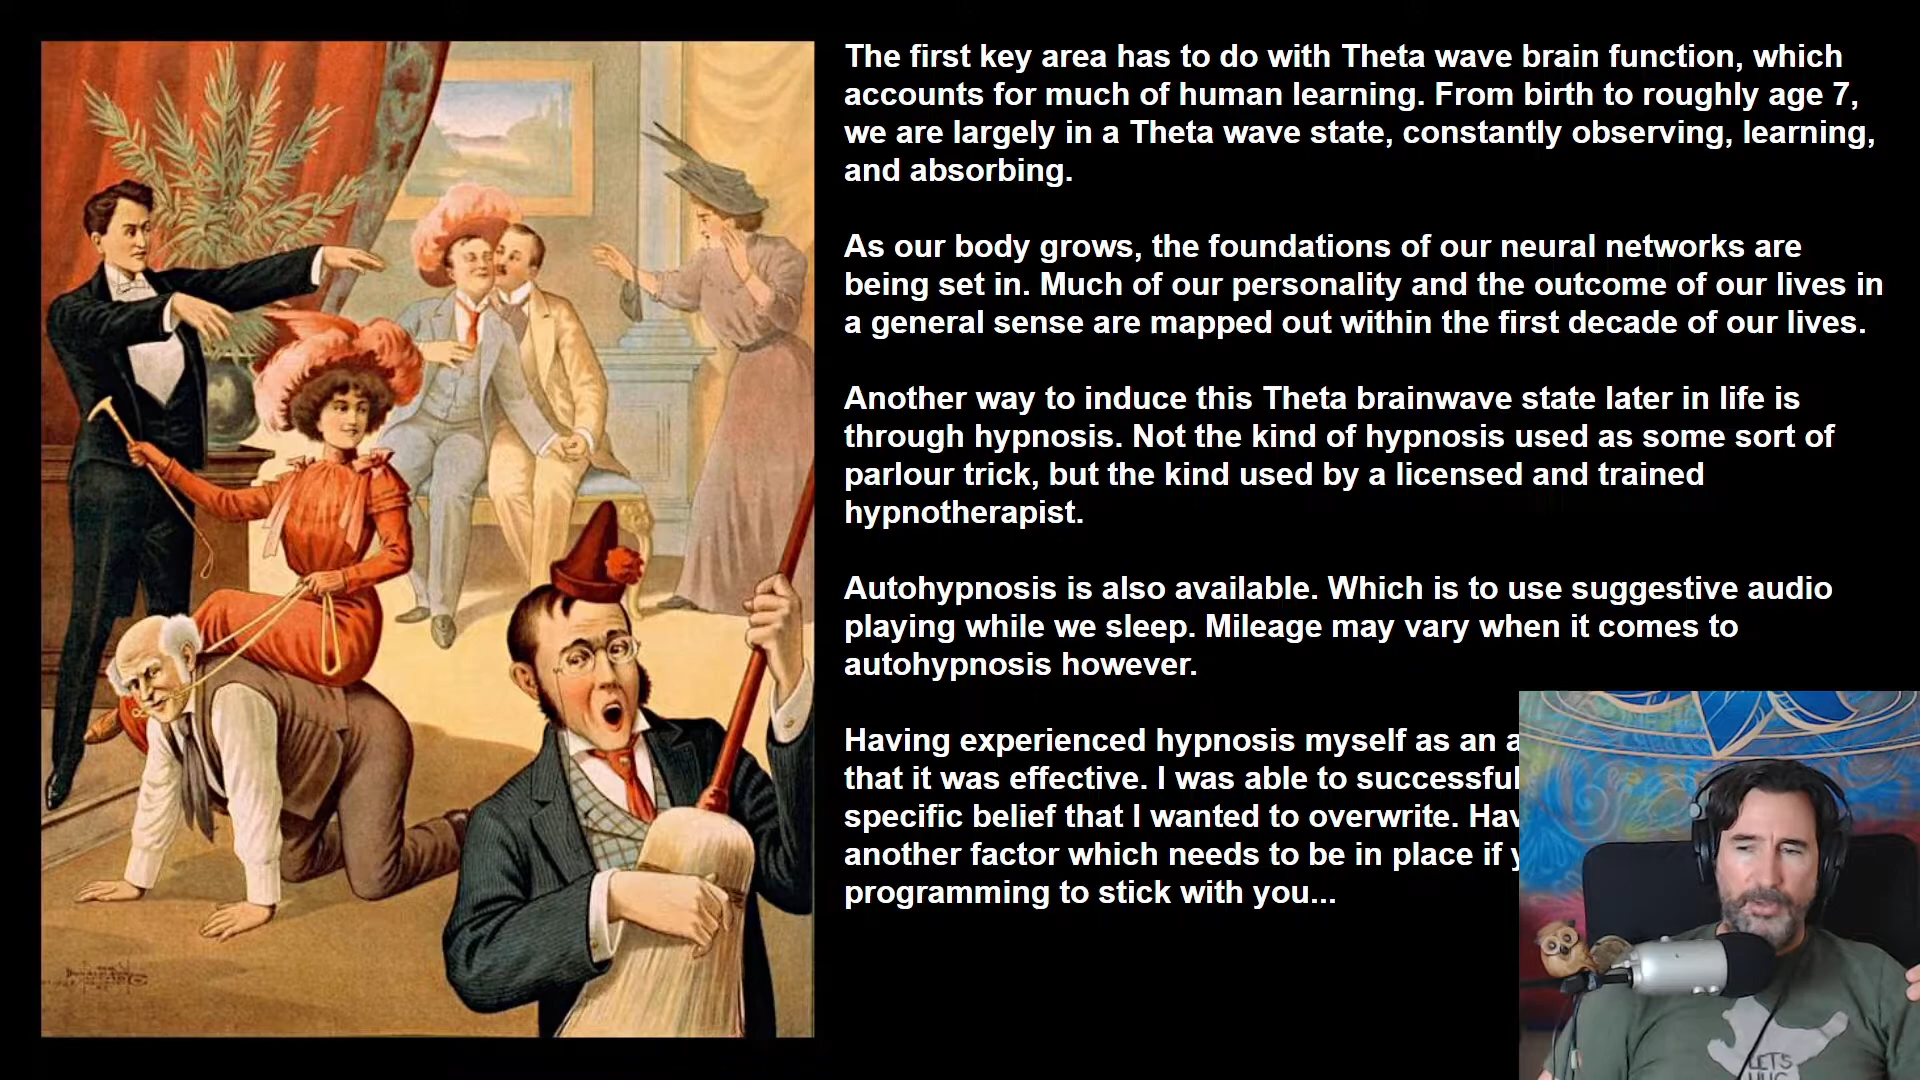 The first key area has to do with Theta wave brain function, which
accounts for much of human learning. From birth to roughly age 7,
we are largely in a Theta wave state, constantly observing, learning,
and absorbing.
As our body grows, the foundations of our neural networks are
being set in. Much of our personality and the outcome of our lives in
a general sense are mapped out within the first decade of our lives.
Another way to induce this Theta brainwave state later in life is
through hypnosis. Not the kind of hypnosis used as some sort of
parlour trick, but the kind used by a licensed and trained
hypnotherapist.
Autohypnosis is also available. Which is to use suggestive audio
playing while we sleep. Mileage may vary when it comes to
autohypnosis however.
Having experienced hypnosis myself as an
that it was effective. I was able to
specific belief that I wanted to overwrite.
another factor which needs to be in place if
programming to stick with you...
LET'S
HUG